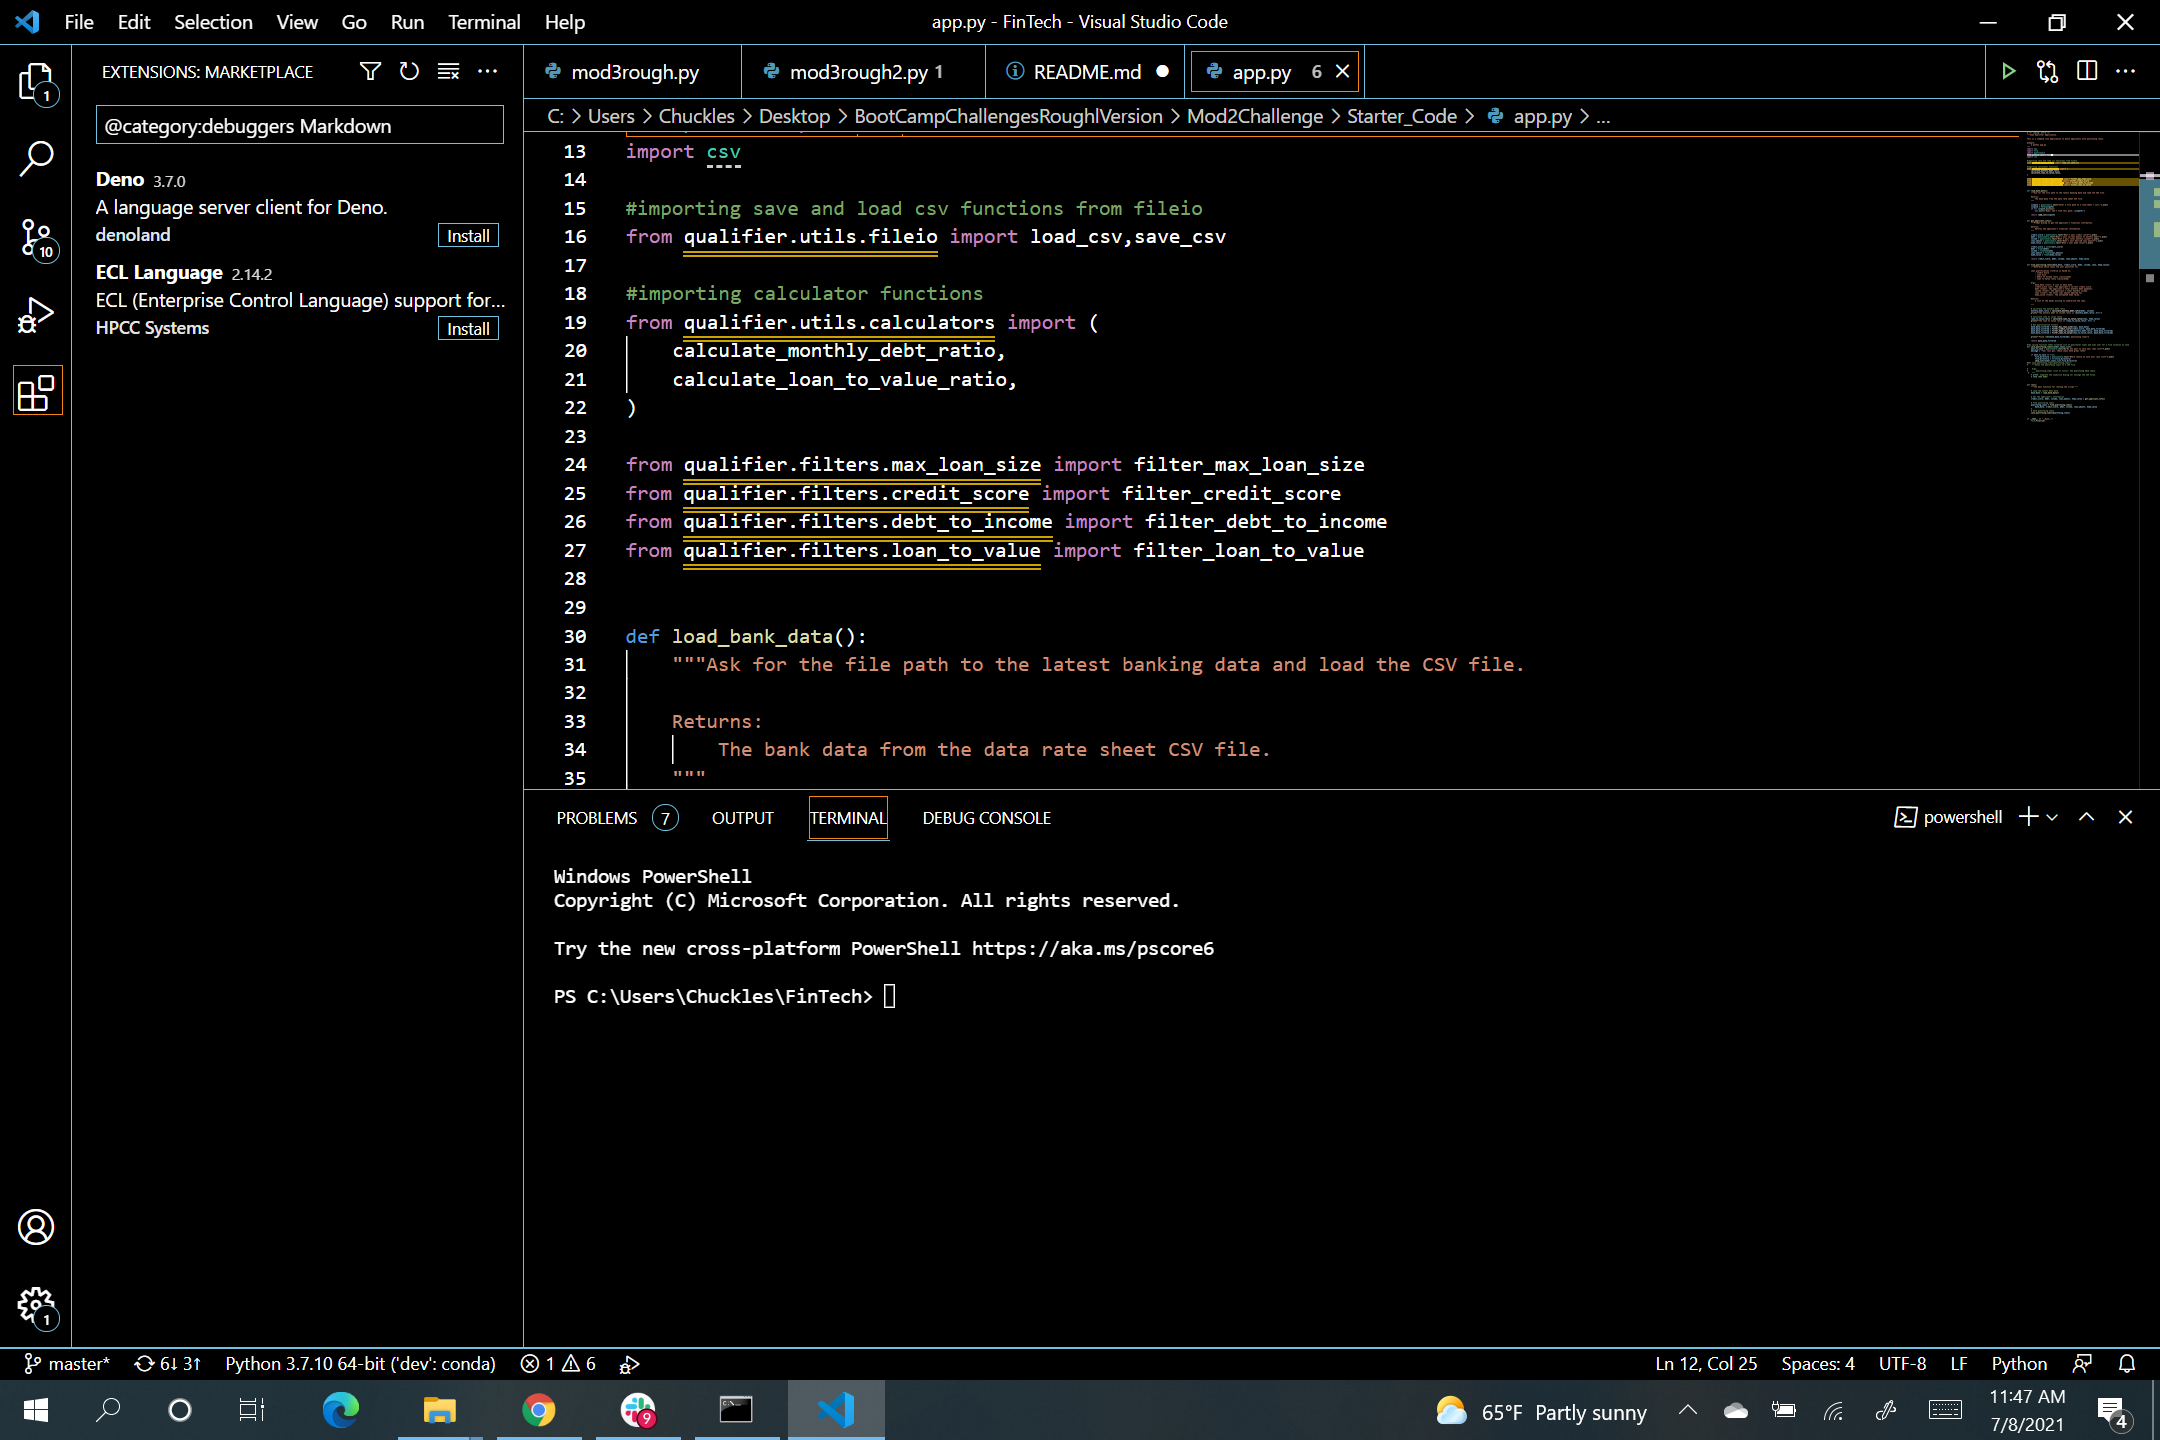 File Edit Selection View Go Run Terminal Help
app.py - FinTech - Visual Studio Code
EXTENSIONS: MARKETPLACE
mod3rough.py
mod3rough2.py 1
README.md
app.py 6
1
@category:debuggers Markdown
C: > Users > Chuckles > Desktop > BootCampChallengesRoughlVersion > Mod2Challenge > Starter_Code > app.py > ...
Deno 3.7.0
A language server client for Deno.
denoland
Install
10
ECL Language 2.14.2
ECL (Enterprise Control Language) support for...
HPCC Systems
Install
13 import csv
14
15 #importing save and load csv functions from fileio
16 from qualifier.utils.fileio import load_csv,save_csv
17
18 #importing calculator functions
19 from qualifier.utils.calculators import (
20 calculate_monthly_debt_ratio,
21 calculate_loan_to_value_ratio,
22 )
23
24 from qualifier.filters.max_loan_size import filter_max_loan_size
25 from qualifier.filters.credit_score import filter_credit_score
26 from qualifier.filters.debt_to_income import filter_debt_to_income
27 from qualifier.filters.loan_to_value import filter_loan_to_value
28
29
30 def load_bank_data():
31 """Ask for the file path to the latest banking data and load the CSV file.
32
33 Returns:
34 The bank data from the data rate sheet CSV file.
35 """
PROBLEMS 7 OUTPUT TERMINAL DEBUG CONSOLE
powershell
Windows PowerShell
Copyright (C) Microsoft Corporation. All rights reserved.
Try the new cross-platform PowerShell https://aka.ms/pscore6
PS C:\Users\Chuckles\FinTech>
1
master* 6↓ 3↑ Python 3.7.10 64-bit ('dev': conda) 1 6
Ln 12, Col 25 Spaces: 4 UTF-8 LF Python
9
65°F Partly sunny
11:47 AM
7/8/2021
4